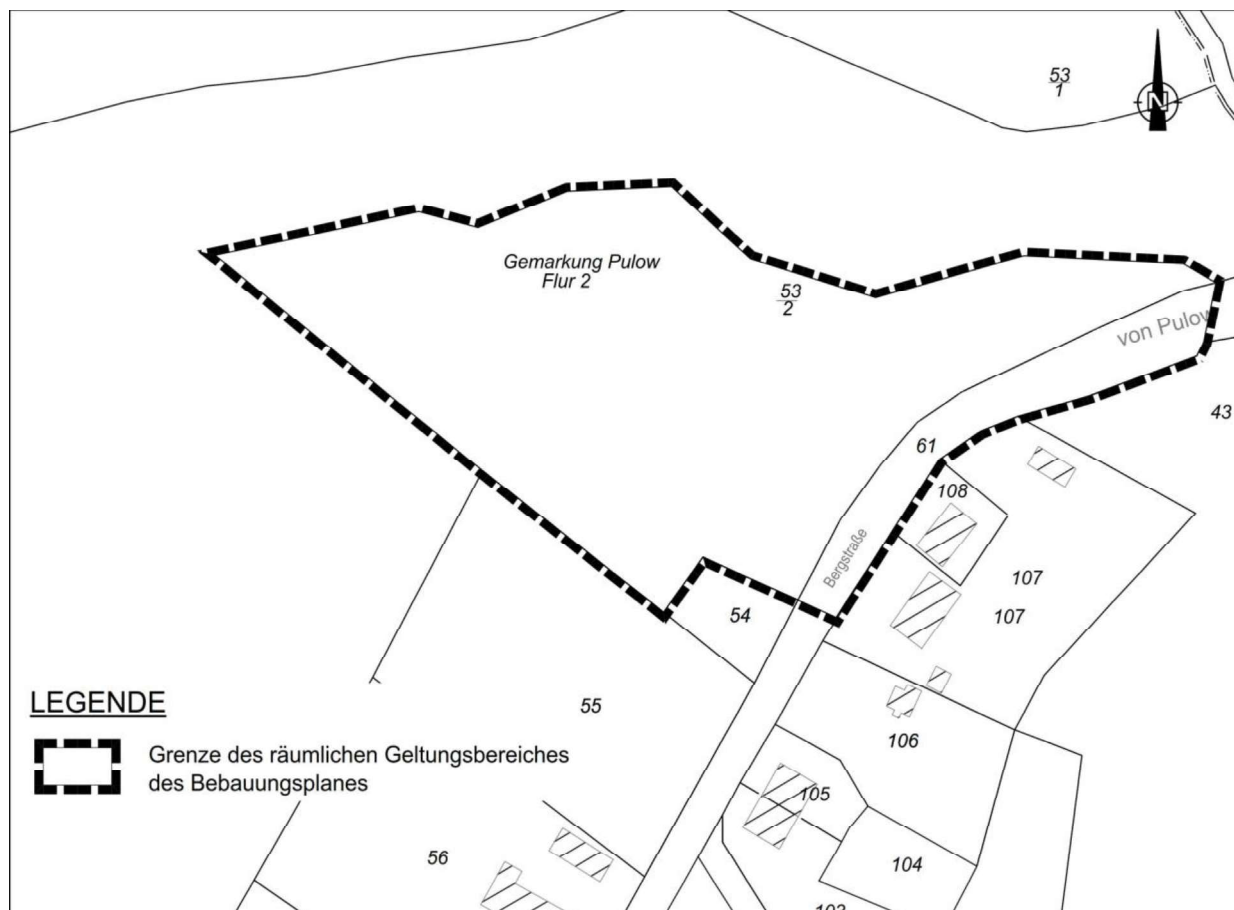 53
1
N
Gemarkung Pulow
Flur 2
53
2
von Pulow
43
61
108
Bergstraße
107
107
54
55
106
105
104
56
LEGENDE
Grenze des räumlichen Geltungsbereiches
des Bebauungsplanes